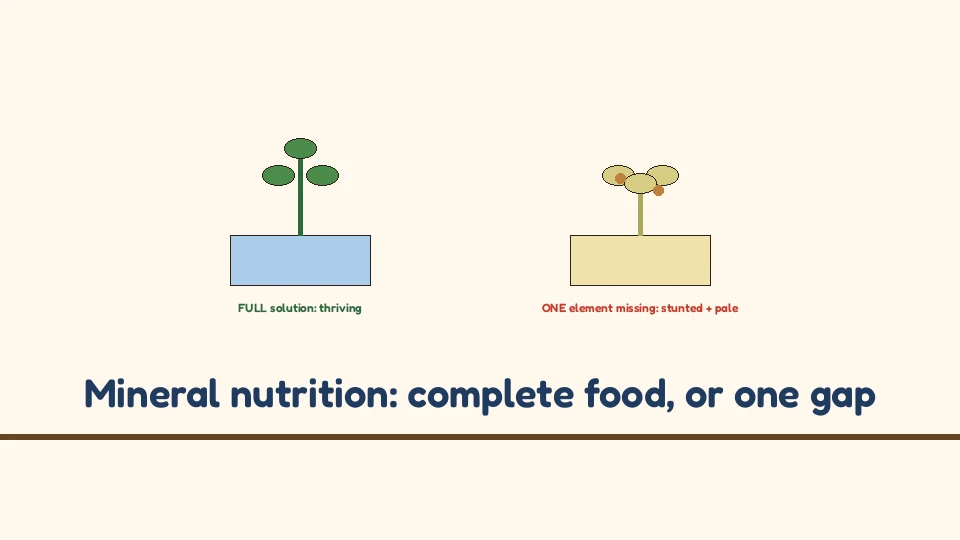 FULL solution: thriving
ONE element missing: stunted + pale
Mineral nutrition: complete food, or one gap